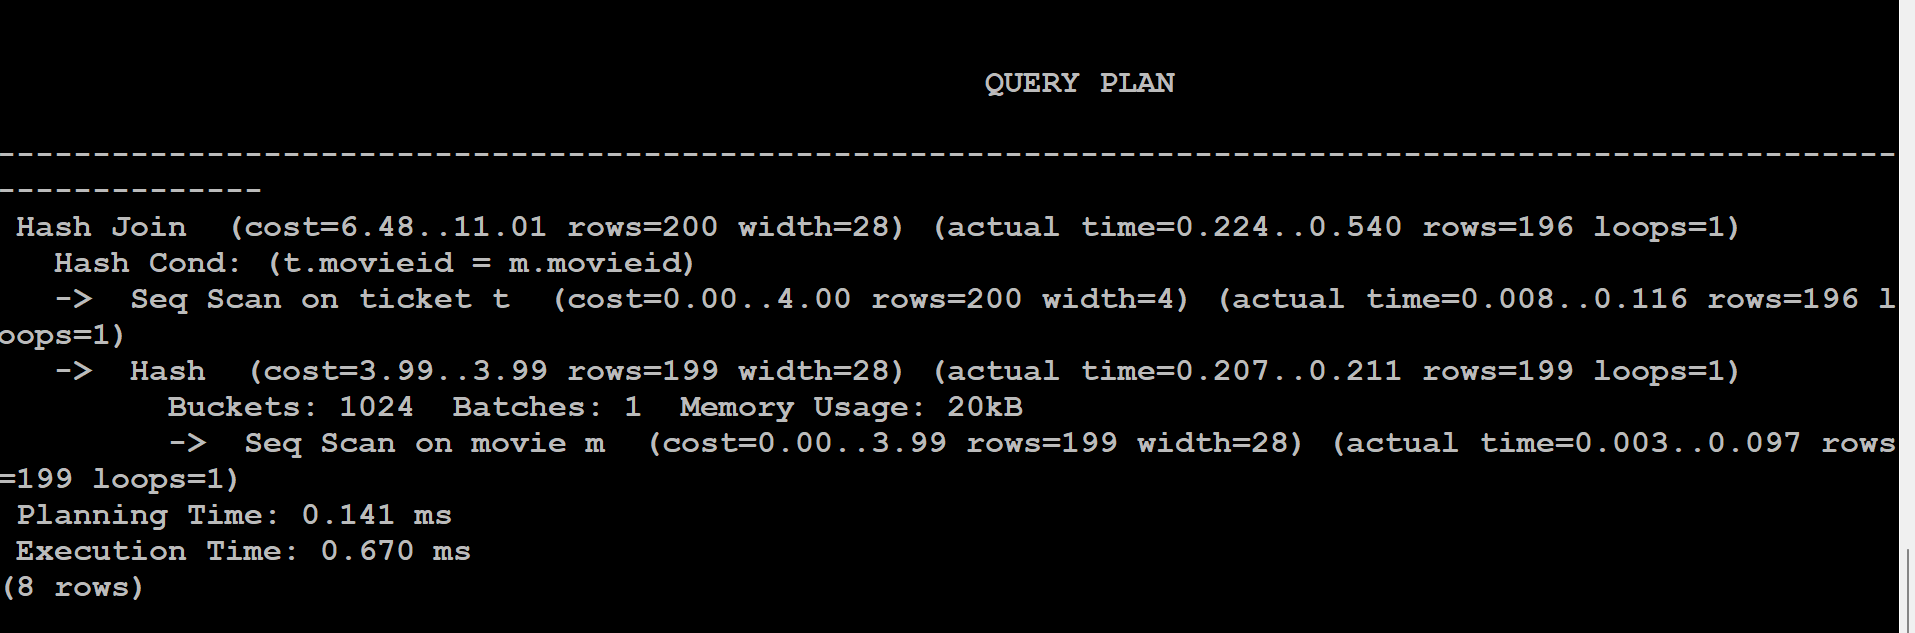 QUERY PLAN
-----------------------------------------------------------------------------------------------------
--------------
Hash Join  (cost=6.48..11.01 rows=200 width=28) (actual time=0.224..0.540 rows=196 loops=1)
Hash Cond: (t.movieid = m.movieid)
->  Seq Scan on ticket t  (cost=0.00..4.00 rows=200 width=4) (actual time=0.008..0.116 rows=196 l
oops=1)
->  Hash  (cost=3.99..3.99 rows=199 width=28) (actual time=0.207..0.211 rows=199 loops=1)
Buckets: 1024  Batches: 1  Memory Usage: 20kB
->  Seq Scan on movie m  (cost=0.00..3.99 rows=199 width=28) (actual time=0.003..0.097 rows
=199 loops=1)
Planning Time: 0.141 ms
Execution Time: 0.670 ms
(8 rows)